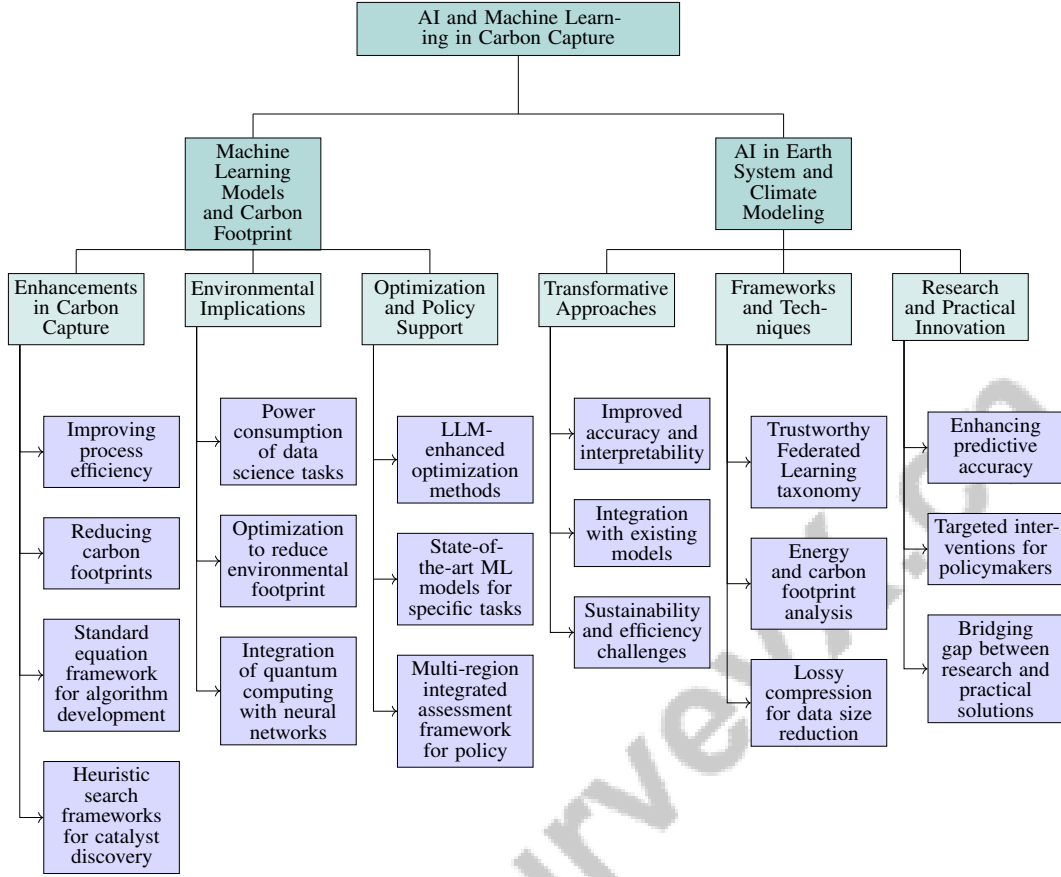 AI and Machine Learn-
ing in Carbon Capture
Machine
Learning
Models
and Carbon
Footprint
AI in Earth
System and
Climate
Modeling
Enhancements
in Carbon
Capture
Environmental
Implications
Optimization
and Policy
Support
Transformative
Approaches
Frameworks
and Tech-
niques
Research
and Practical
Innovation
Improving
process
efficiency
Reducing
carbon
footprints
Standard
equation
framework
for algorithm
development
Heuristic
search
frameworks
for catalyst
discovery
Power
consumption
of data
science tasks
Optimization
to reduce
environmental
footprint
Integration
of quantum
computing
with neural
networks
LLM-
enhanced
optimization
methods
State-of-
the-art ML
models for
specific tasks
Multi-region
integrated
assessment
framework
for policy
Improved
accuracy and
interpretability
Integration
with existing
models
Sustainability
and efficiency
challenges
Trustworthy
Federated
Learning
taxonomy
Energy
and carbon
footprint
analysis
Lossy
compression
for data size
reduction
Enhancing
predictive
accuracy
Targeted inter-
ventions for
policymakers
Bridging
gap between
research and
practical
solutions